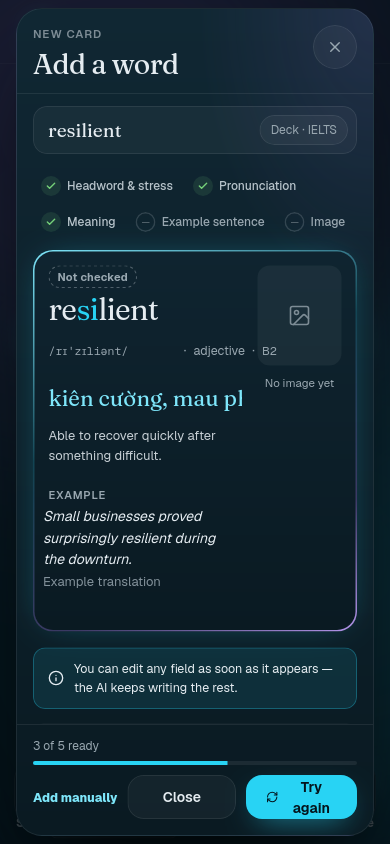 NEW CARD
Add a word
resilient
Deck · IELTS
Headword & stress
Pronunciation
Meaning
Example sentence
Image
Not checked
resilient
/rɪˈzɪliənt/ · adjective · B2
No image yet
kiên cường, mau
Able to recover quickly after
something difficult.
EXAMPLE
Small businesses proved
surprisingly resilient during
the downturn.
Example translation
You can edit any field as soon as it appears —
the AI keeps writing the rest.
3 of 5 ready
Add manually
Close
Try
again